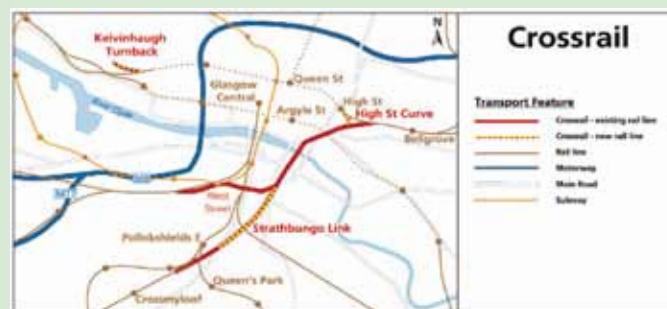 Crossrail
N
Kelvinhaugh
Turnback
Queen St
Glasgow
Central
Argyle St
High St
High St Curve
Bellgrove
West
Street
Strathbungo Link
Pollokshields E
Queen's Park
Crossmyloof
Transport Feature
Crossrail - existing rail line
Crossrail - new rail line
Rail line
Motorway
Main Road
Subway